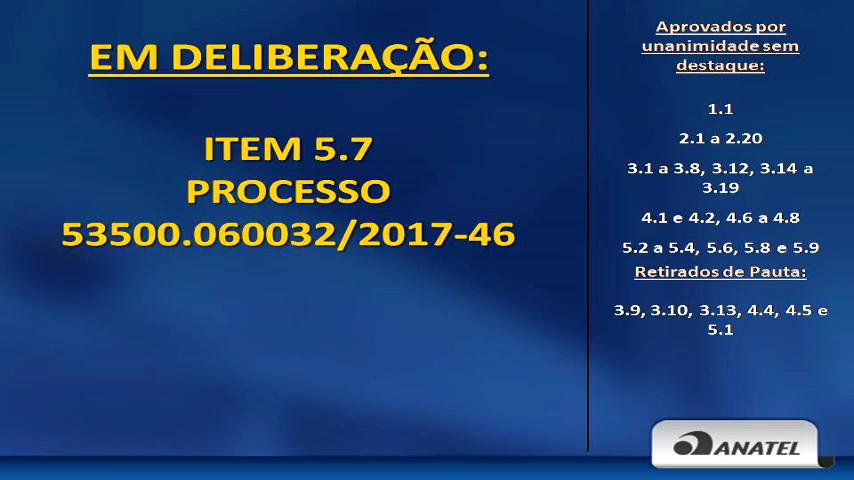 EM DELIBERAÇÃO:
ITEM 5.7
PROCESSO
53500.060032/2017-46
Aprovados por
unanimidade sem
destaque:
1.1
2.1 a 2.20
3.1 a 3.8, 3.12, 3.14 a
3.19
4.1 e 4.2, 4.6 a 4.8
5.2 a 5.4, 5.6, 5.8 e 5.9
Retirados de Pauta:
3.9, 3.10, 3.13, 4.4, 4.5 e
5.1
ANATEL